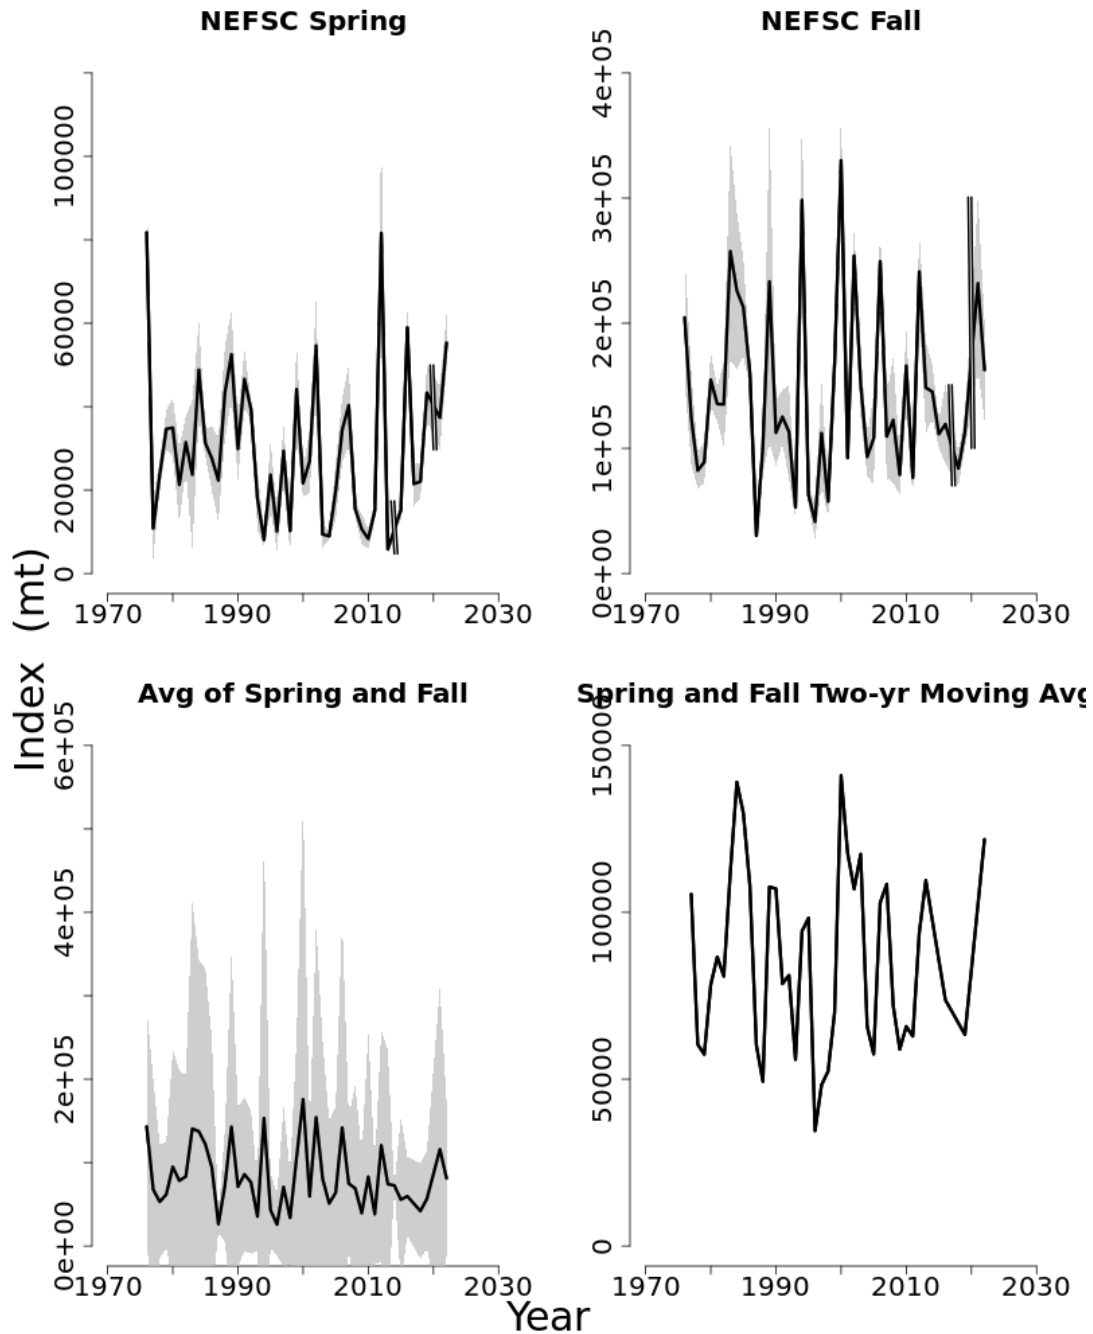 NEFSC Spring
NEFSC Fall
0 20000 60000 100000
0e+00 1e+05 2e+05 3e+05 4e+05
1970 1990 2010 2030
1970 1990 2010 2030
Index (mt)
Avg of Spring and Fall
Spring and Fall Two-yr Moving Avg
0e+00 2e+05 4e+05 6e+05
0 50000 100000 150000
1970 1990 2010 2030
1970 1990 2010 2030
Year